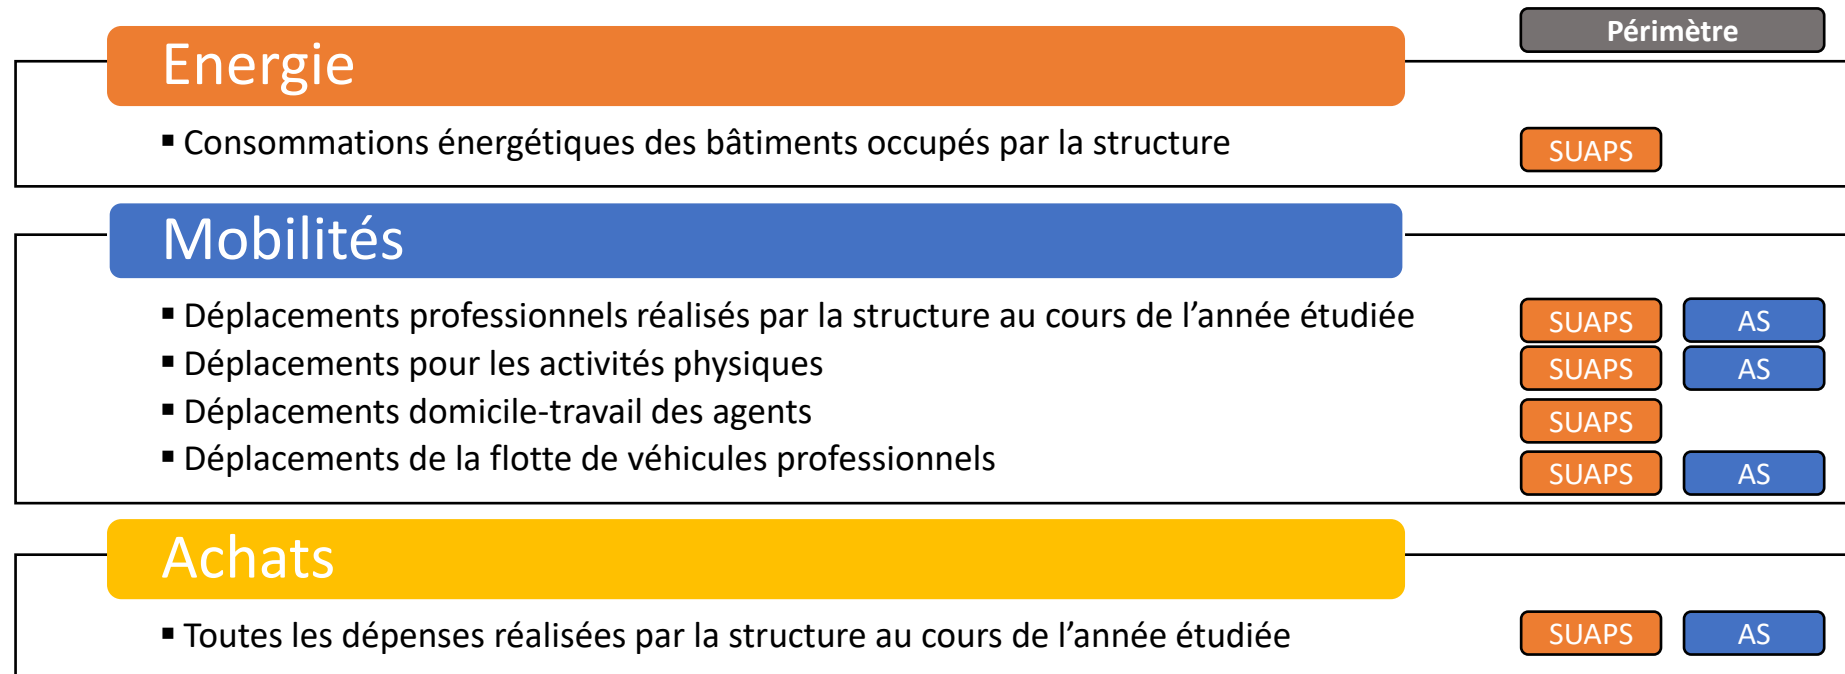 Périmètre
Energie
▪ Consommations énergétiques des bâtiments occupés par la structure SUAPS
Mobilités
▪ Déplacements professionnels réalisés par la structure au cours de l’année étudiée SUAPS AS
▪ Déplacements pour les activités physiques SUAPS AS
▪ Déplacements domicile-travail des agents SUAPS
▪ Déplacements de la flotte de véhicules professionnels SUAPS AS
Achats
▪ Toutes les dépenses réalisées par la structure au cours de l’année étudiée SUAPS AS